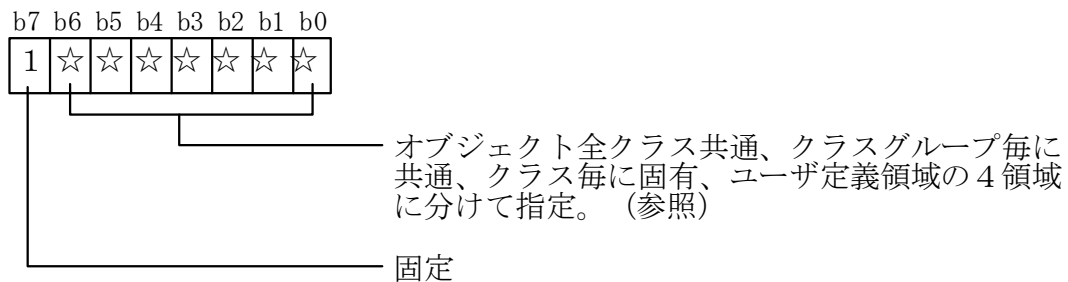 b7 b6 b5 b4 b3 b2 b1 b0
1 ☆ ☆ ☆ ☆ ☆ ☆ ☆
オブジェクト全クラス共通、クラスグループ毎に
共通、クラス毎に固有、ユーザ定義領域の４領域
に分けて指定。（参照）
固定